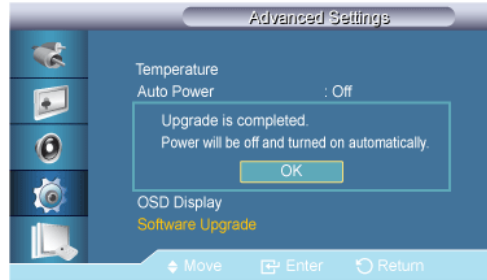 Advanced Settings
Temperature
Auto Power : Off
Upgrade is completed.
Power will be off and turned on automatically.
OK
OSD Display
Software Upgrade
Move Enter Return